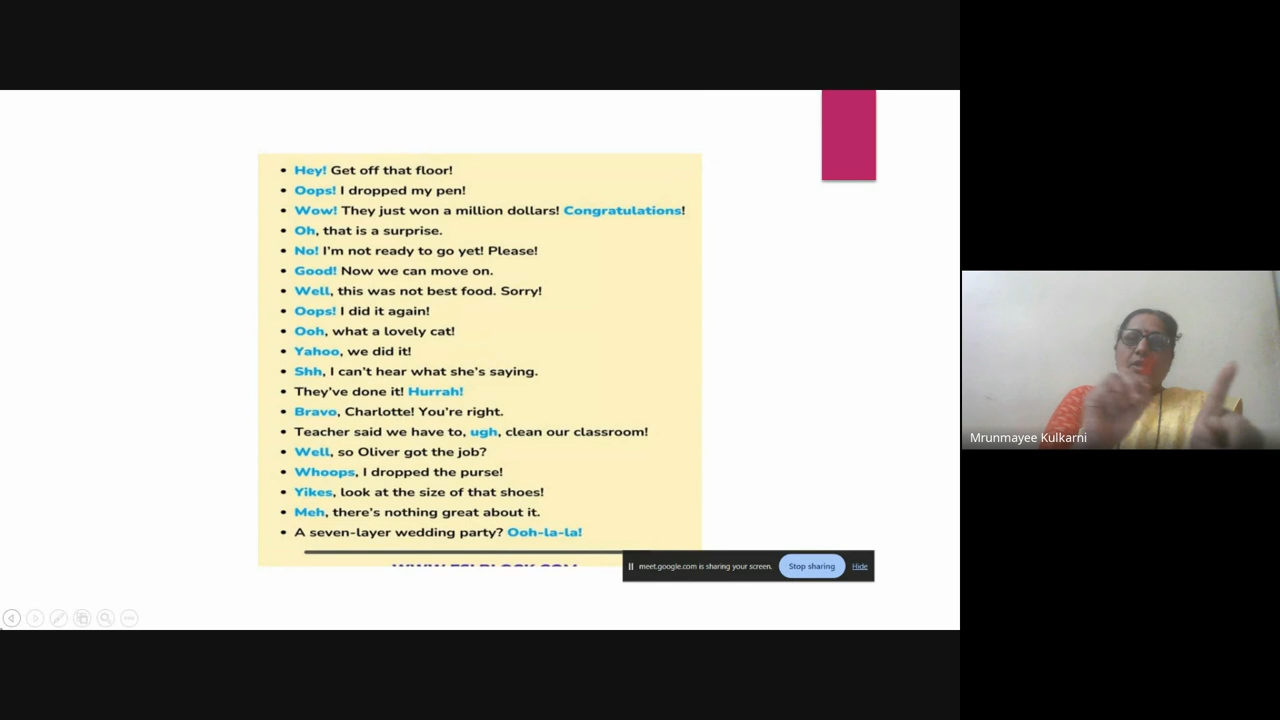 • Hey! Get off that floor!
• Oops! I dropped my pen!
• Wow! They just won a million dollars! Congratulations!
• Oh, that is a surprise.
• No! I'm not ready to go yet! Please!
• Good! Now we can move on.
• Well, this was not best food. Sorry!
• Oops! I did it again!
• Ooh, what a lovely cat!
• Yahoo, we did it!
• Shh, I can't hear what she's saying.
• They've done it! Hurrah!
• Bravo, Charlotte! You're right.
• Teacher said we have to, ugh, clean our classroom!
• Well, so Oliver got the job?
• Whoops, I dropped the purse!
• Yikes, look at the size of that shoes!
• Meh, there's nothing great about it.
• A seven-layer wedding party? Ooh-la-la!
meet.google.com is sharing your screen. Stop sharing Hide
Mrunmayee Kulkarni